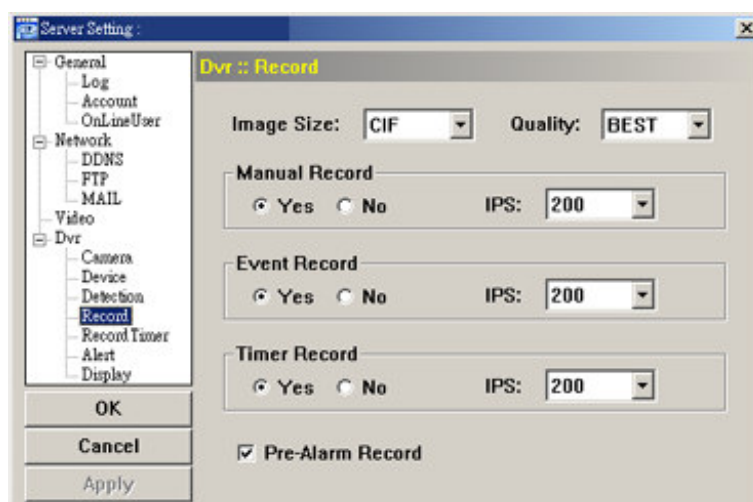 Server Setting :
General
Log
Account
OnLineUser
Network
DDNS
FTP
MAIL
Video
Dvr
Camera
Device
Detection
Record
Record Timer
Alert
Display
OK
Cancel
Apply
Dvr :: Record
Image Size: CIF Quality: BEST
Manual Record
Yes No IPS: 200
Event Record
Yes No IPS: 200
Timer Record
Yes No IPS: 200
Pre-Alarm Record